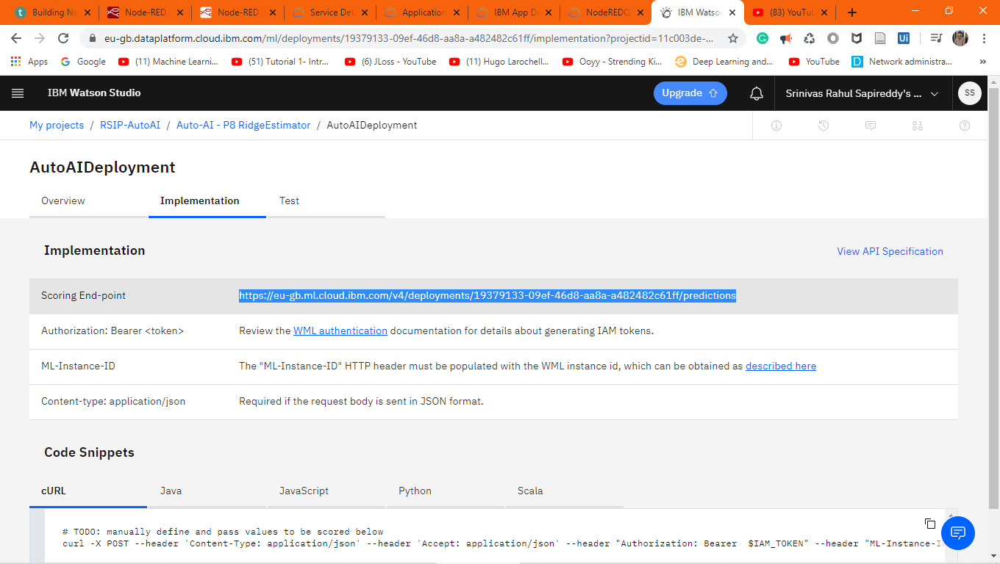 Building No
Node-RED
Node-RED
Service Det
Application
IBM App De
NodeREDC
IBM Watso
(83) YouTu
eu-gb.dataplatform.cloud.ibm.com/ml/deployments/19379133-09ef-46d8-aa8a-a482482c61ff/implementation?projectid=11c003de-...
Apps
Google
(11) Machine Learni...
(51) Tutorial 1- Intr...
(6) JLoss - YouTube
(11) Hugo Larochell...
Ooyy - Strending Ki...
Deep Learning and...
YouTube
Network administra...
IBM Watson Studio
Upgrade
Srinivas Rahul Sapireddy's ...
SS
My projects / RSIP-AutoAI / Auto-AI - P8 RidgeEstimator / AutoAIDeployment
AutoAIDeployment
Overview
Implementation
Test
Implementation
View API Specification
Scoring End-point
https://eu-gb.ml.cloud.ibm.com/v4/deployments/19379133-09ef-46d8-aa8a-a482482c61ff/predictions
Authorization: Bearer <token>
Review the WML authentication documentation for details about generating IAM tokens.
ML-Instance-ID
The "ML-Instance-ID" HTTP header must be populated with the WML instance id, which can be obtained as described here
Content-type: application/json
Required if the request body is sent in JSON format.
Code Snippets
cURL
Java
JavaScript
Python
Scala
# TODO: manually define and pass values to be scored below
curl -X POST --header 'Content-Type: application/json' --header 'Accept: application/json' --header "Authorization: Bearer  $IAM_TOKEN" --header "ML-Instance-I